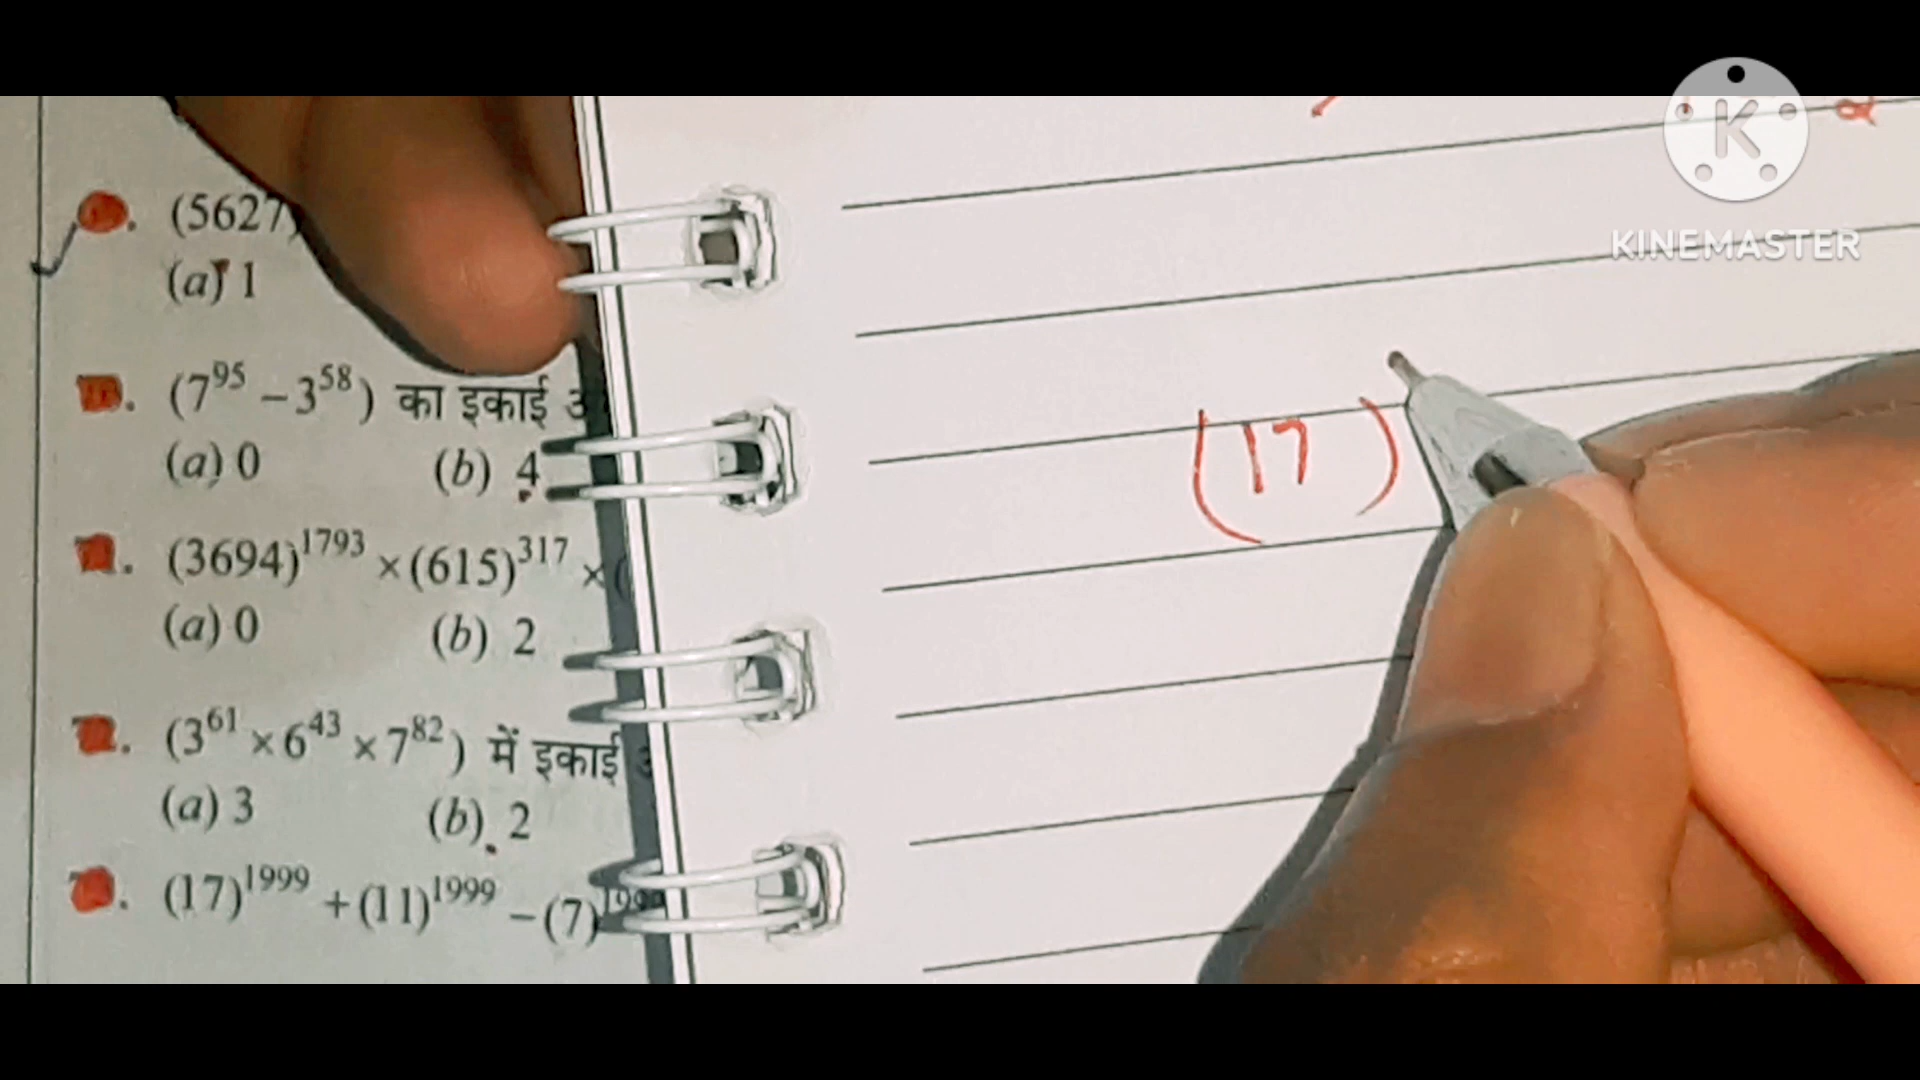 . (5627)
(a) 1
. (7^95 – 3^58) का इकाई
(a) 0 (b) 4
. (3694)^1793 × (615)^317 × (
(a) 0 (b) 2
. (3^61 × 6^43 × 7^82) में इकाई
(a) 3 (b) 2
. (17)^1999 + (11)^1999 – (7)
(17)
K
KINEMASTER